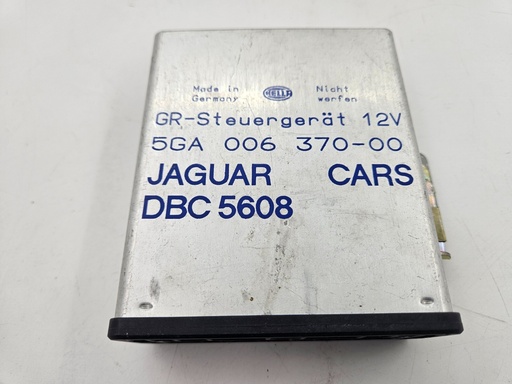 Made in Germany HELLA Nicht werfen
GR-Steuergerät 12V
5GA 006 370-00
JAGUAR CARS
DBC 5608